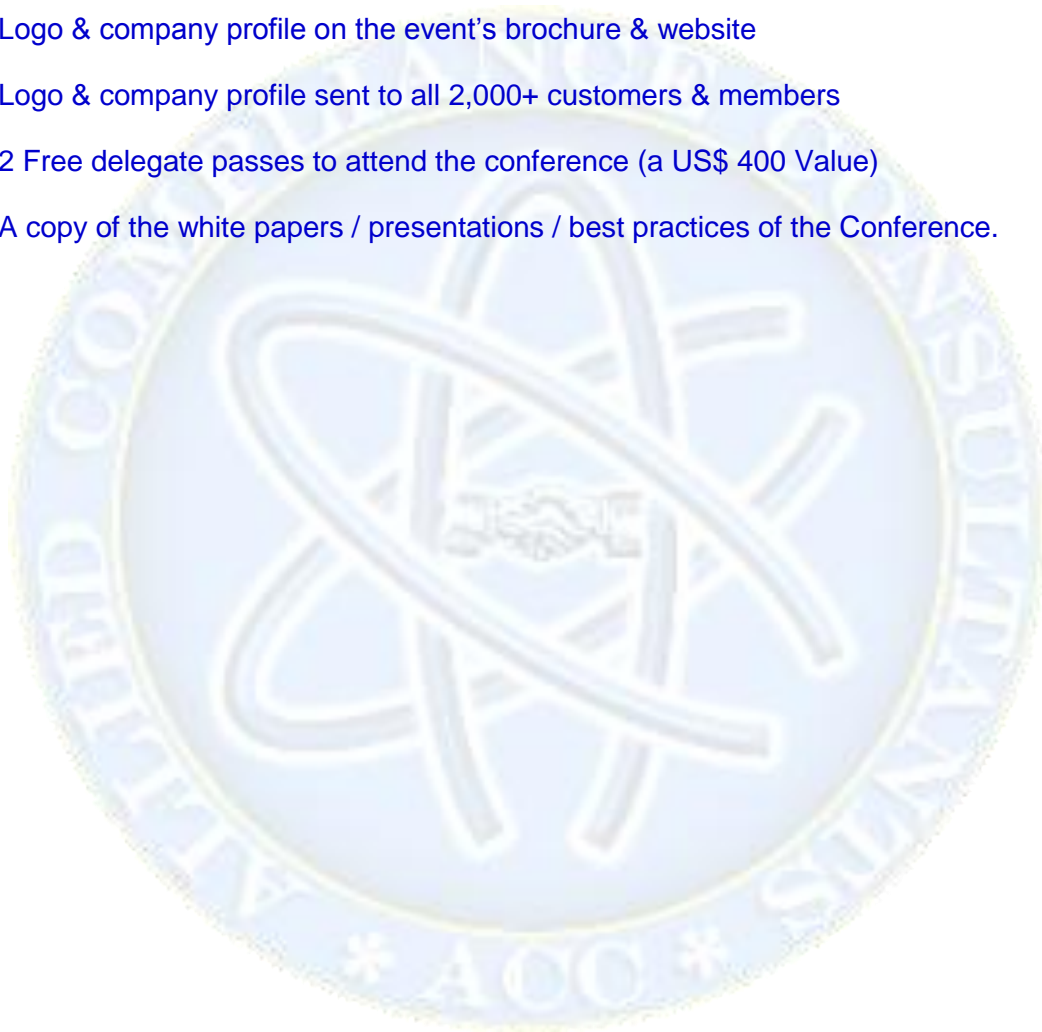 Logo & company profile on the event’s brochure & website
Logo & company profile sent to all 2,000+ customers & members
2 Free delegate passes to attend the conference (a US$ 400 Value)
A copy of the white papers / presentations / best practices of the Conference.
ALLIED COMPLIANCE CONSULTANTS
* ACC *